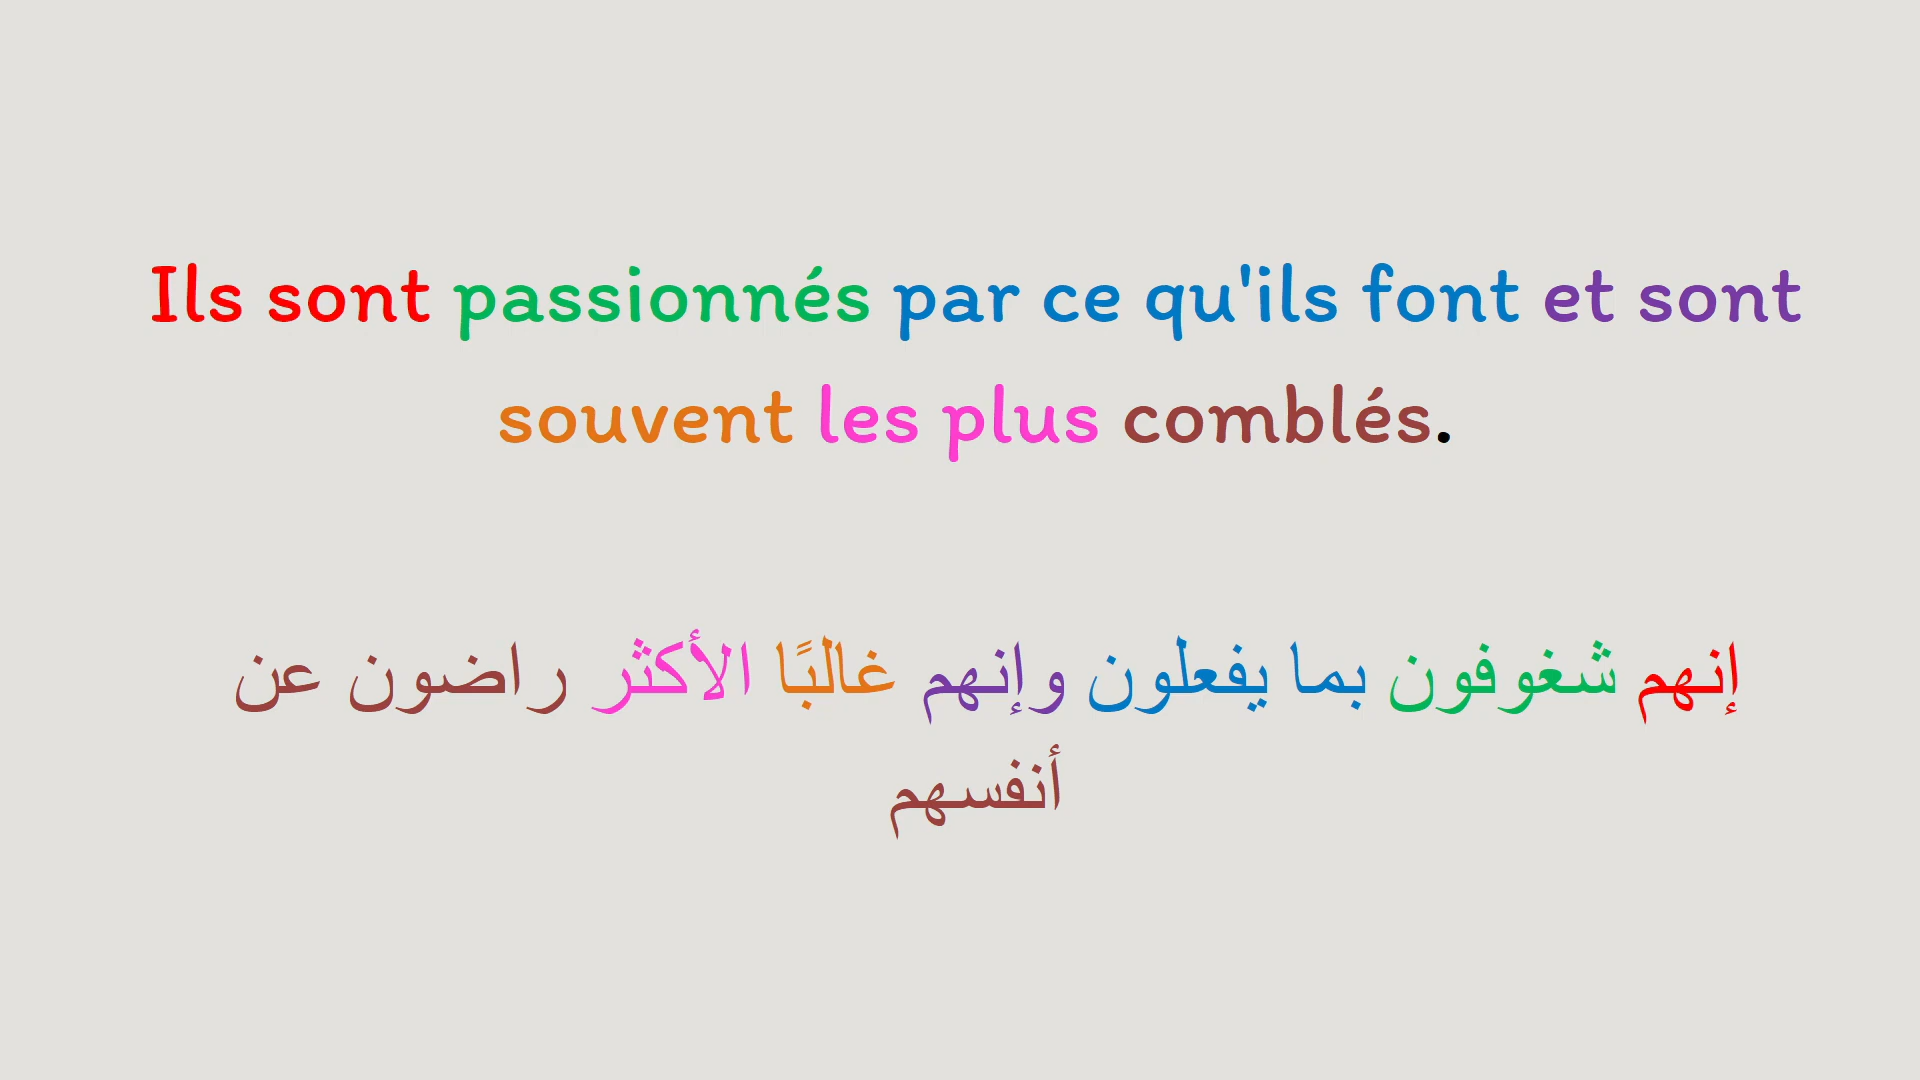 Ils sont passionnés par ce qu'ils font et sont
souvent les plus comblés.
إنهم شغوفون بما يفعلون وإنهم غالبًا الأكثر راضون عن
أنفسهم